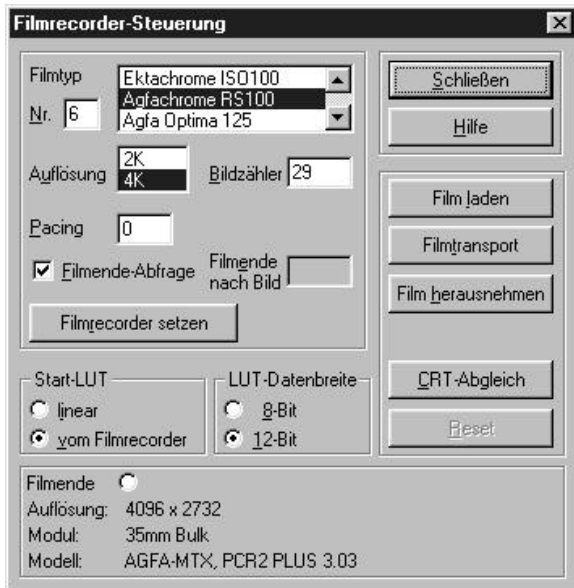 Filmrecorder-Steuerung
Filmtyp
Ektachrome ISO100
Agfachrome RS100
Agfa Optima 125
Nr. 6
Auflösung
2K
4K
Bildzähler 29
Pacing 0
Filmende-Abfrage
Filmende nach Bild
Filmrecorder setzen
Schließen
Hilfe
Film laden
Filmtransport
Film herausnehmen
CRT-Abgleich
Reset
Start-LUT
linear
vom Filmrecorder
LUT-Datenbreite
8-Bit
12-Bit
Filmende
Auflösung: 4096 x 2732
Modul: 35mm Bulk
Modell: AGFA-MTX, PCR2 PLUS 3.03